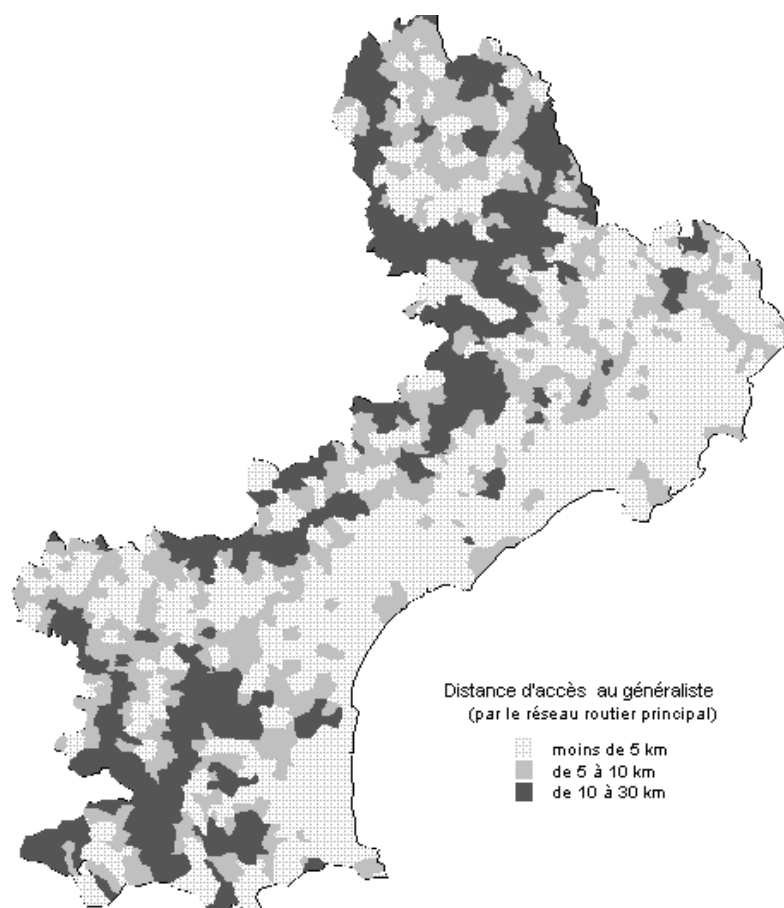 Distance d'accès au généraliste
(par le réseau routier principal)
moins de 5 km
de 5 à 10 km
de 10 à 30 km